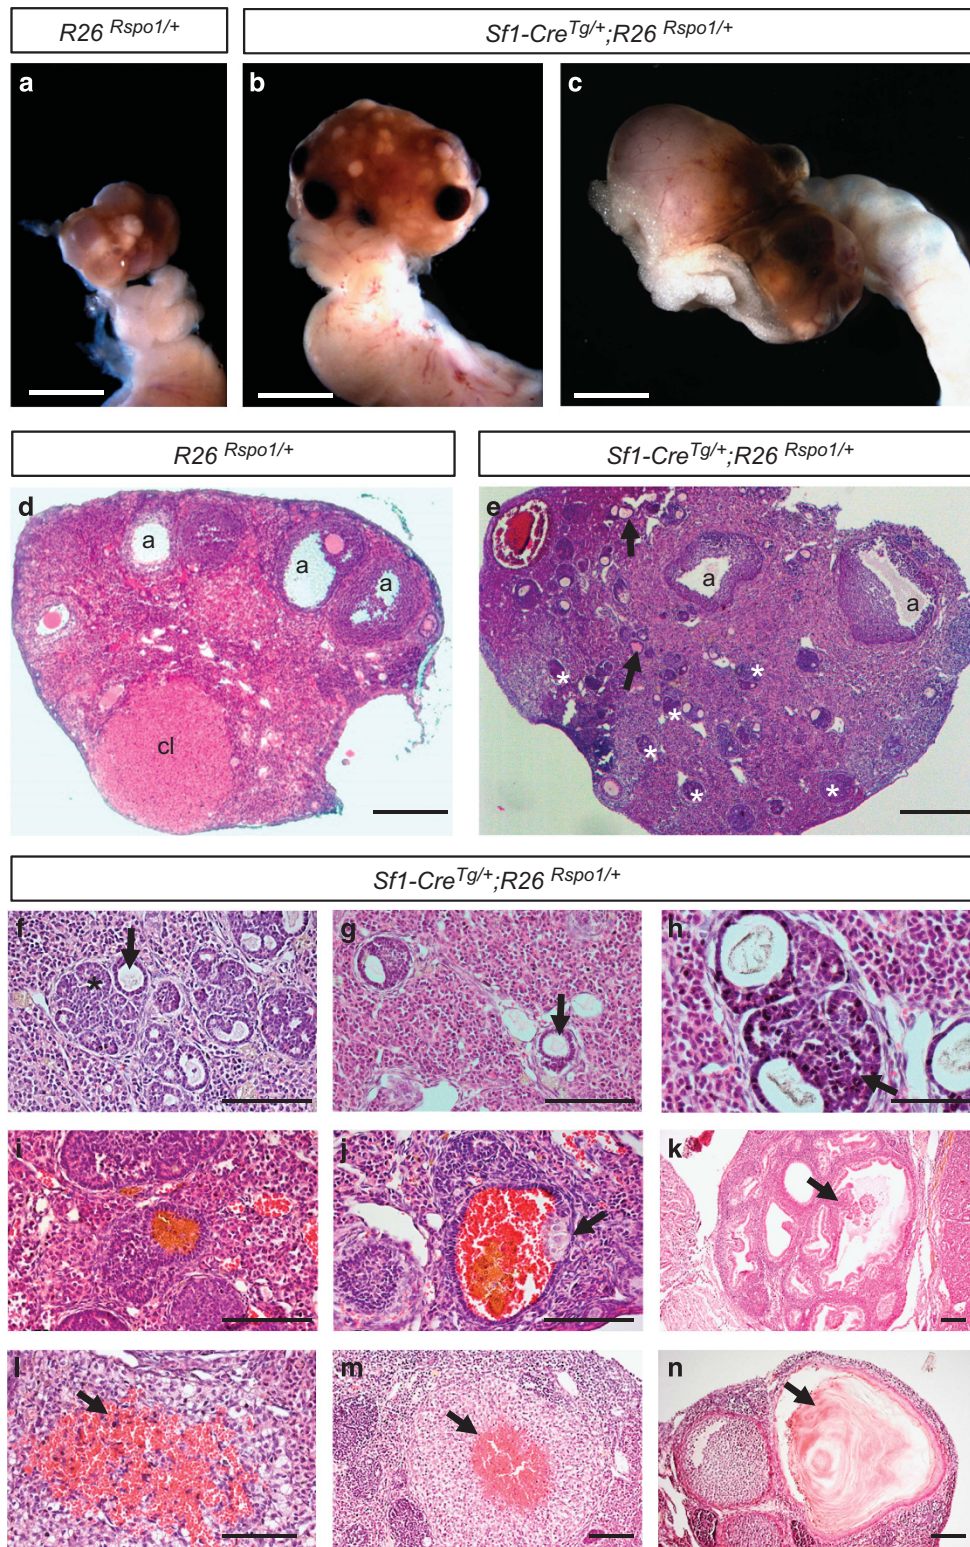 R26 Rspo1/+
Sf1-CreTg/+;R26 Rspo1/+
a
b
c
R26 Rspo1/+
Sf1-CreTg/+;R26 Rspo1/+
d
a
a
a
cl
e
a
a
*
*
*
*
*
*
Sf1-CreTg/+;R26 Rspo1/+
f
*
g
h
i
j
k
l
m
n